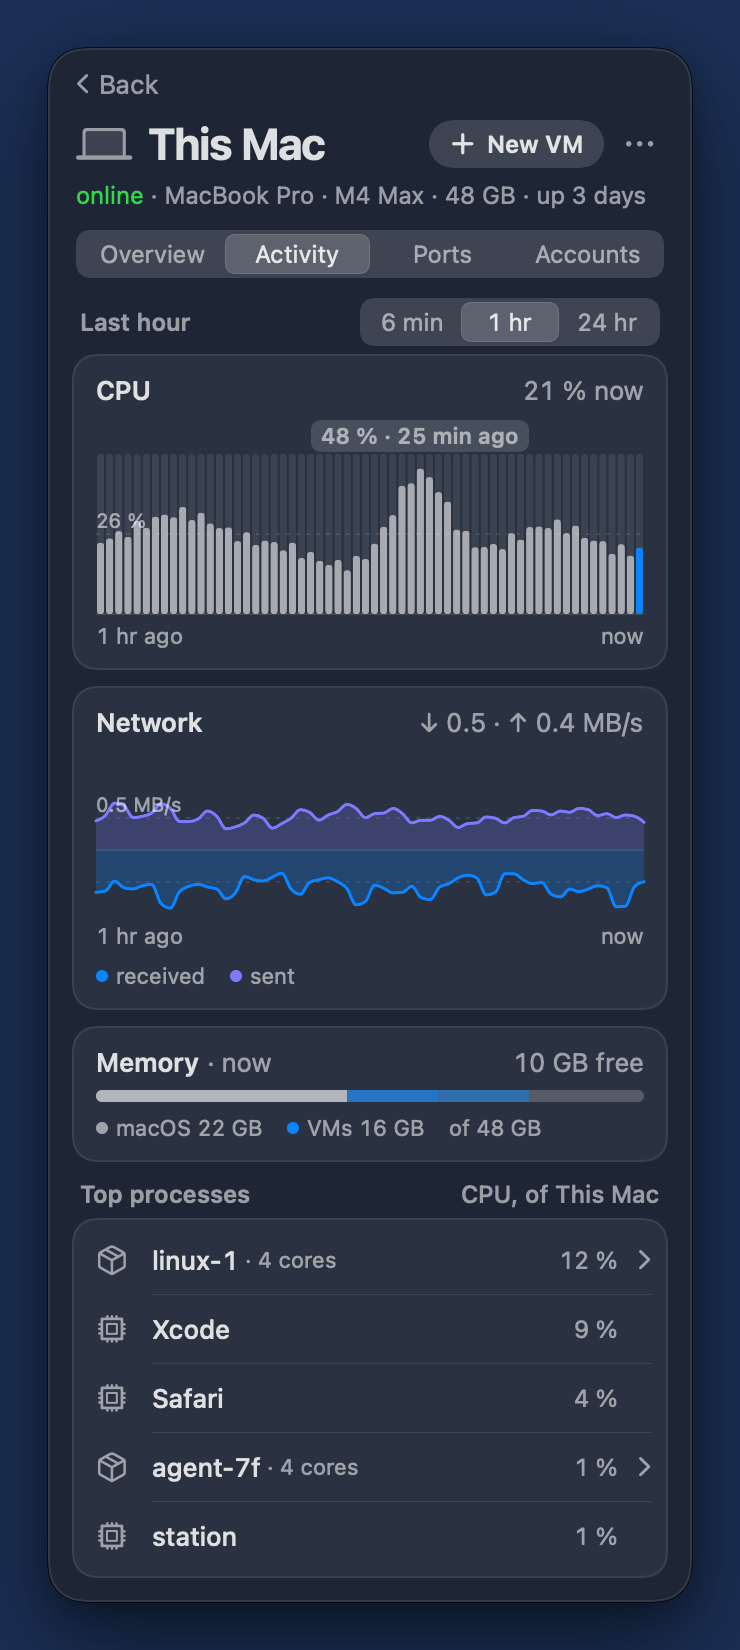 Back
This Mac
New VM
online · MacBook Pro · M4 Max · 48 GB · up 3 days
Overview Activity Ports Accounts
Last hour 6 min 1 hr 24 hr
CPU 21 % now
48 % · 25 min ago
26 %
1 hr ago now
Network ↓ 0.5 · ↑ 0.4 MB/s
0.5 MB/s
1 hr ago now
received sent
Memory · now 10 GB free
macOS 22 GB VMs 16 GB of 48 GB
Top processes CPU, of This Mac
linux-1 · 4 cores 12 %
Xcode 9 %
Safari 4 %
agent-7f · 4 cores 1 %
station 1 %